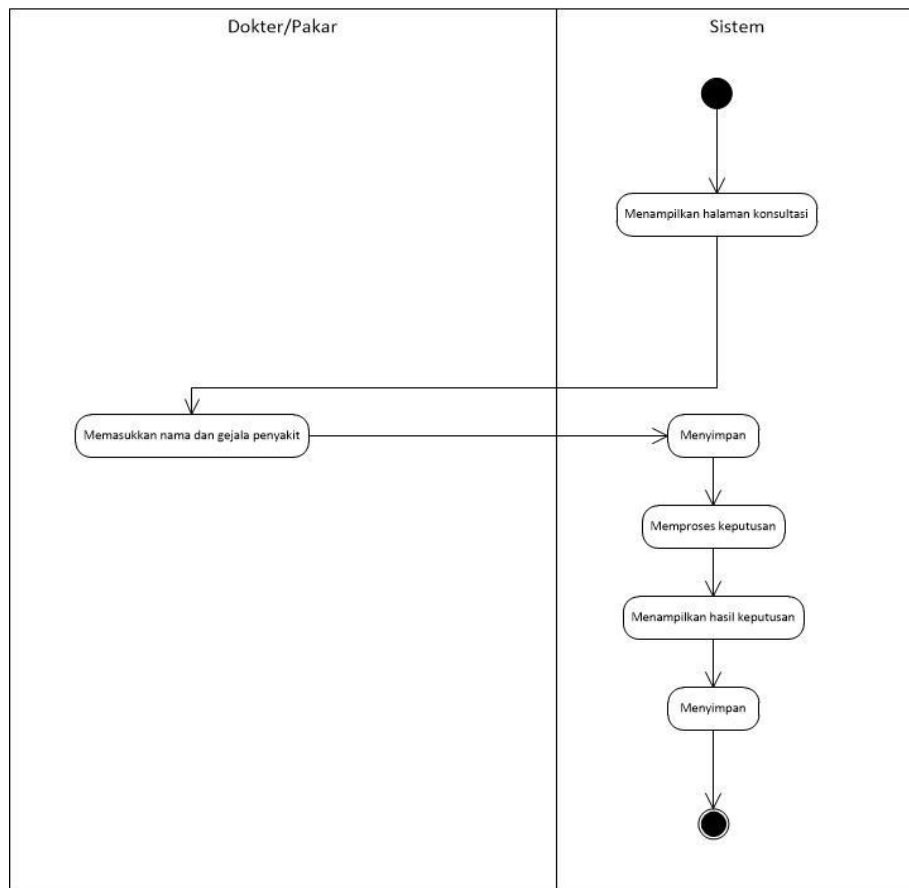 Dokter/Pakar
Sistem
Menampilkan halaman konsultasi
Memasukkan nama dan gejala penyakit
Menyimpan
Memproses keputusan
Menampilkan hasil keputusan
Menyimpan